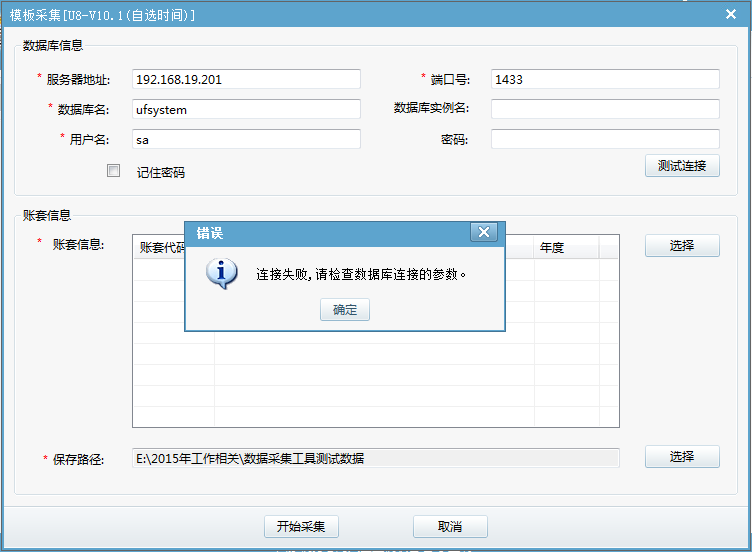 模板采集[U8-V10.1(自选时间)]
数据库信息
* 服务器地址: 192.168.19.201 * 端口号: 1433
* 数据库名: ufsystem 数据库实例名:
* 用户名: sa 密码:
记住密码 测试连接
账套信息
* 账套信息: 账套代码 年度 选择
错误
连接失败,请检查数据库连接的参数。
确定
* 保存路径: E:\2015年工作相关\数据采集工具测试数据 选择
开始采集 取消